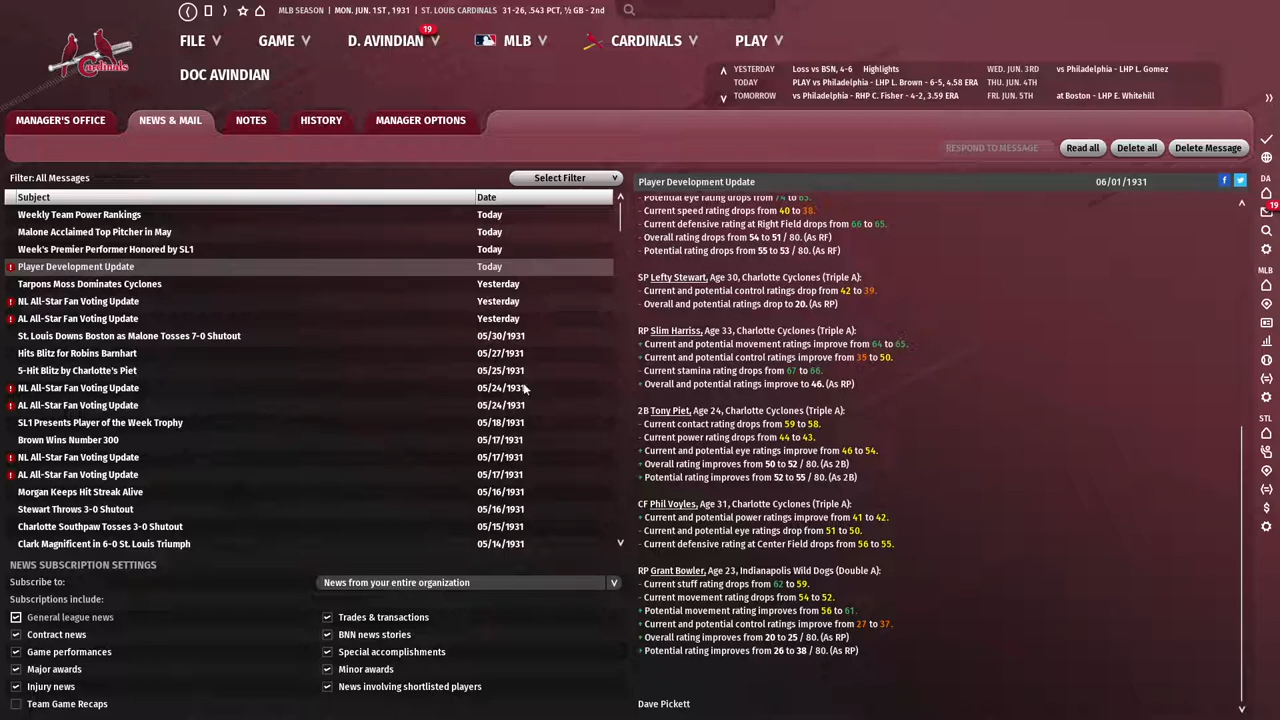 MLB SEASON | MON. JUN. 1ST, 1931 | ST. LOUIS CARDINALS 31-26, .543 PCT, ½ GB - 2nd
FILE GAME D. AVINDIAN 19 MLB CARDINALS PLAY
Cardinals
DOC AVINDIAN
YESTERDAY Loss vs BSN, 4-6 Highlights WED. JUN. 3RD vs Philadelphia - LHP L. Gomez
TODAY PLAY vs Philadelphia - LHP L. Brown - 6-5, 4.58 ERA THU. JUN. 4TH
TOMORROW vs Philadelphia - RHP C. Fisher - 4-2, 3.59 ERA FRI. JUN. 5TH at Boston - LHP E. Whitehill
MANAGER'S OFFICE NEWS & MAIL NOTES HISTORY MANAGER OPTIONS
RESPOND TO MESSAGE Read all Delete all Delete Message
Filter: All Messages Select Filter
Subject Date
Weekly Team Power Rankings Today
Malone Acclaimed Top Pitcher in May Today
Week's Premier Performer Honored by SL1 Today
Player Development Update Today
Tarpons Moss Dominates Cyclones Yesterday
NL All-Star Fan Voting Update Yesterday
AL All-Star Fan Voting Update Yesterday
St. Louis Downs Boston as Malone Tosses 7-0 Shutout 05/30/1931
Hits Blitz for Robins Barnhart 05/27/1931
5-Hit Blitz by Charlotte's Piet 05/25/1931
NL All-Star Fan Voting Update 05/24/1931
AL All-Star Fan Voting Update 05/24/1931
SL1 Presents Player of the Week Trophy 05/18/1931
Brown Wins Number 300 05/17/1931
NL All-Star Fan Voting Update 05/17/1931
AL All-Star Fan Voting Update 05/17/1931
Morgan Keeps Hit Streak Alive 05/16/1931
Stewart Throws 3-0 Shutout 05/16/1931
Charlotte Southpaw Tosses 3-0 Shutout 05/15/1931
Clark Magnificent in 6-0 St. Louis Triumph 05/14/1931
NEWS SUBSCRIPTION SETTINGS
Subscribe to: News from your entire organization
Subscriptions include:
General league news Trades & transactions
Contract news BNN news stories
Game performances Special accomplishments
Major awards Minor awards
Injury news News involving shortlisted players
Team Game Recaps
Player Development Update 06/01/1931
- Potential eye rating drops from 74 to 65.
- Current speed rating drops from 40 to 38.
- Current defensive rating at Right Field drops from 66 to 65.
- Overall rating drops from 54 to 51 / 80. (As RF)
- Potential rating drops from 55 to 53 / 80. (As RF)
SP Lefty Stewart, Age 30, Charlotte Cyclones (Triple A):
- Current and potential control ratings drop from 42 to 39.
- Overall and potential ratings drop to 20. (As RP)
RP Slim Harriss, Age 33, Charlotte Cyclones (Triple A):
+ Current and potential movement ratings improve from 64 to 65.
+ Current and potential control ratings improve from 35 to 50.
- Current stamina rating drops from 67 to 66.
+ Overall and potential ratings improve to 46. (As RP)
2B Tony Piet, Age 24, Charlotte Cyclones (Triple A):
- Current contact rating drops from 59 to 58.
- Current power rating drops from 44 to 43.
+ Current and potential eye ratings improve from 46 to 54.
+ Overall rating improves from 50 to 52 / 80. (As 2B)
+ Potential rating improves from 52 to 55 / 80. (As 2B)
CF Phil Voyles, Age 31, Charlotte Cyclones (Triple A):
+ Current and potential power ratings improve from 41 to 42.
- Current and potential eye ratings drop from 51 to 50.
- Current defensive rating at Center Field drops from 56 to 55.
RP Grant Bowler, Age 23, Indianapolis Wild Dogs (Double A):
- Current stuff rating drops from 62 to 59.
- Current movement rating drops from 54 to 52.
+ Potential movement rating improves from 56 to 61.
+ Current and potential control ratings improve from 27 to 37.
+ Overall rating improves from 20 to 25 / 80. (As RP)
+ Potential rating improves from 26 to 38 / 80. (As RP)
Dave Pickett
DA
19
MLB
STL